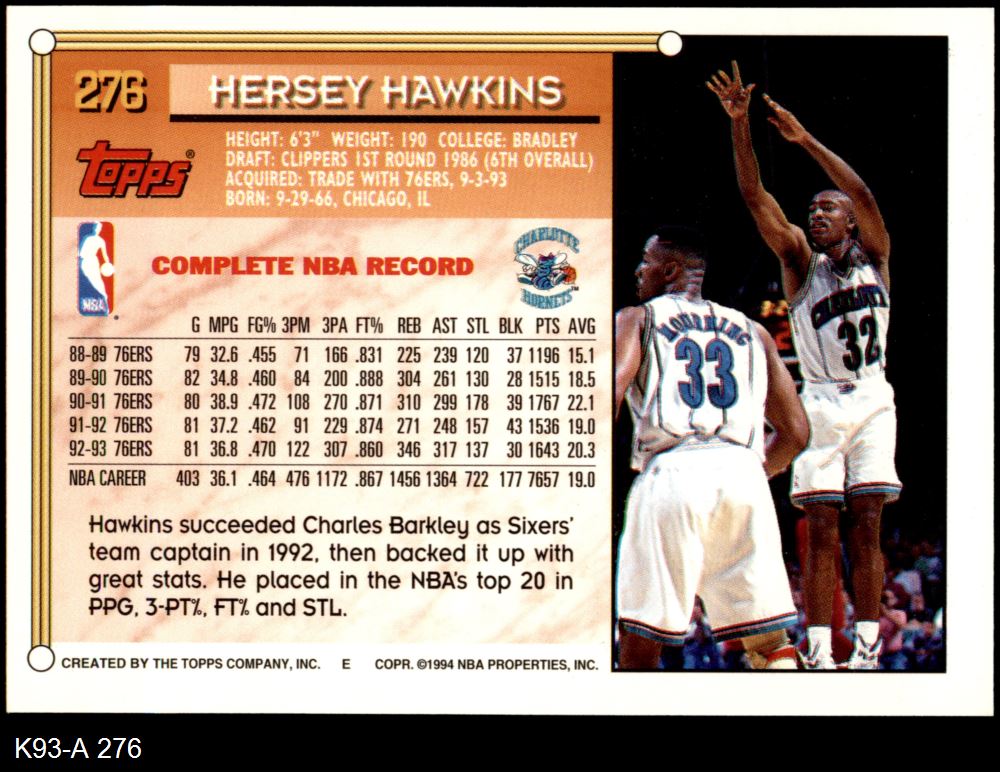 276
HERSEY HAWKINS
Topps®
HEIGHT: 6'3" WEIGHT: 190 COLLEGE: BRADLEY
DRAFT: CLIPPERS 1ST ROUND 1986 (6TH OVERALL)
ACQUIRED: TRADE WITH 76ERS, 9-3-93
BORN: 9-29-66, CHICAGO, IL
NBA
COMPLETE NBA RECORD
CHARLOTTE
HORNETS™
G MPG FG% 3PM 3PA FT% REB AST STL BLK PTS AVG
88-89 76ERS 79 32.6 .455 71 166 .831 225 239 120 37 1196 15.1
89-90 76ERS 82 34.8 .460 84 200 .888 304 261 130 28 1515 18.5
90-91 76ERS 80 38.9 .472 108 270 .871 310 299 178 39 1767 22.1
91-92 76ERS 81 37.2 .462 91 229 .874 271 248 157 43 1536 19.0
92-93 76ERS 81 36.8 .470 122 307 .860 346 317 137 30 1643 20.3
NBA CAREER 403 36.1 .464 476 1172 .867 1456 1364 722 177 7657 19.0
Hawkins succeeded Charles Barkley as Sixers'
team captain in 1992, then backed it up with
great stats. He placed in the NBA's top 20 in
PPG, 3-PT%, FT% and STL.
CREATED BY THE TOPPS COMPANY, INC. E COPR. ©1994 NBA PROPERTIES, INC.
MOURNING
33
CHARLOTTE
32
K93-A 276